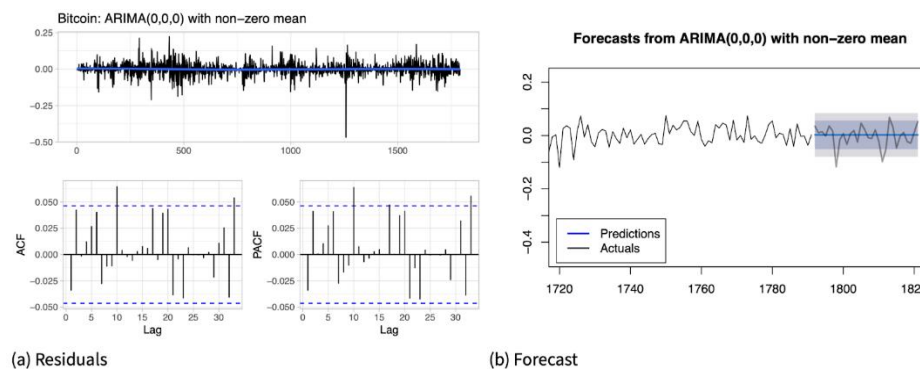 Bitcoin: ARIMA(0,0,0) with non-zero mean
0.25
0.00
−0.25
−0.50
0 500 1000 1500
ACF
0.050
0.025
0.000
−0.025
−0.050
0 5 10 15 20 25 30
Lag
PACF
0.050
0.025
0.000
−0.025
−0.050
0 5 10 15 20 25 30
Lag
(a) Residuals
Forecasts from ARIMA(0,0,0) with non−zero mean
0.2
0.0
−0.2
−0.4
Predictions
Actuals
1720 1740 1760 1780 1800 182
(b) Forecast